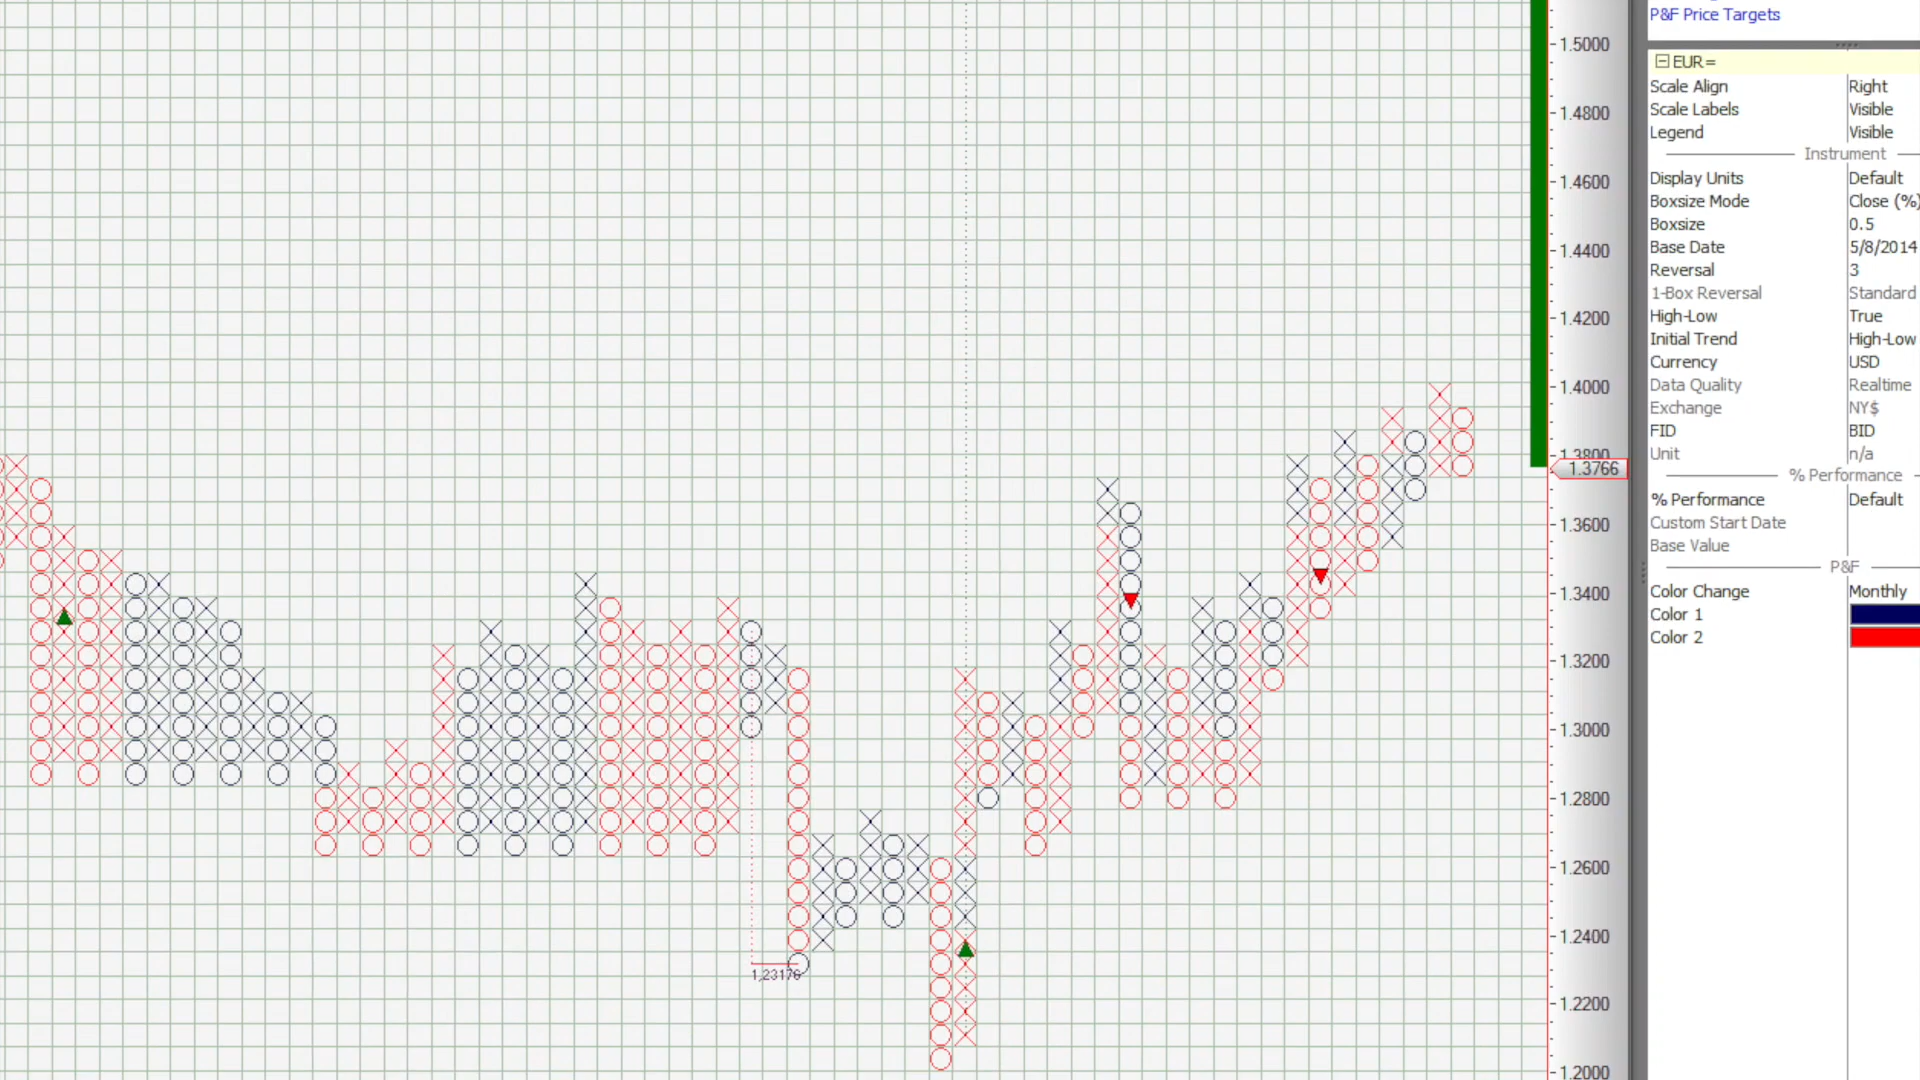 P&F Price Targets
EUR=
Scale Align Right
Scale Labels Visible
Legend Visible
Instrument
Display Units Default
Boxsize Mode Close (%)
Boxsize 0.5
Base Date 5/8/2014
Reversal 3
1-Box Reversal Standard
High-Low True
Initial Trend High-Low
Currency USD
Data Quality Realtime
Exchange NY$
FID BID
Unit n/a
% Performance
% Performance Default
Custom Start Date
Base Value
P&F
Color Change Monthly
Color 1
Color 2
1.5000
1.4800
1.4600
1.4400
1.4200
1.4000
1.3800
1.3766
1.3600
1.3400
1.3200
1.3000
1.2800
1.2600
1.2400
1.2200
1.2000
1,23176